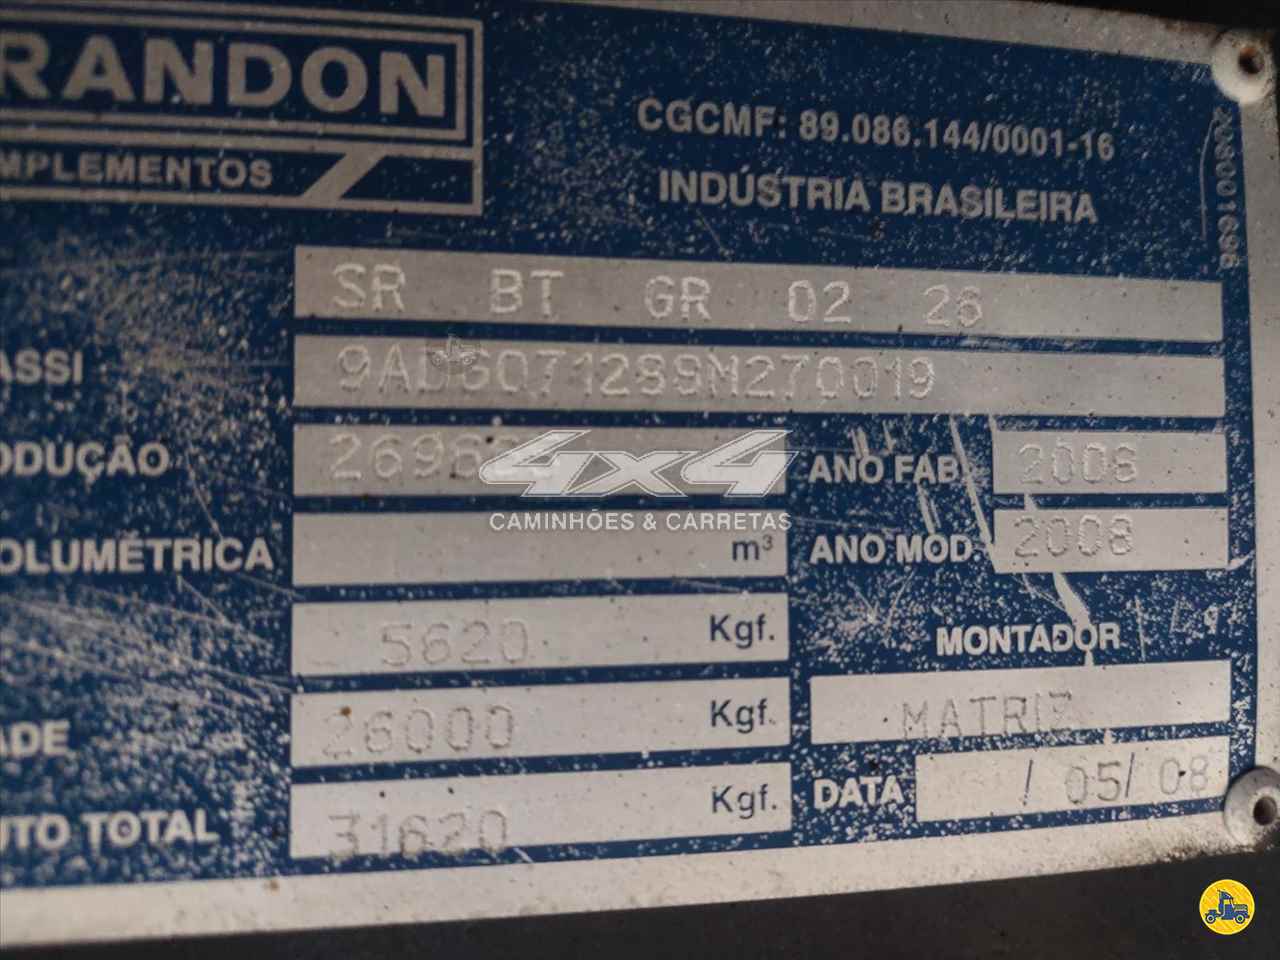 RANDON
MPLEMENTOS
CGCMF: 89.086.144/0001-16
INDÚSTRIA BRASILEIRA
SR BT GR 02 26
ASSI 9ADG071288M270019
ODUÇÃO ANO FAB. 2008
OLUMÉTRICA m³ ANO MOD. 2008
5620 Kgf.
MONTADOR
ADE 26000 Kgf.
MATRIZ
UTO TOTAL 31620 Kgf.
DATA / 05/ 08
4x4
CAMINHÕES & CARRETAS